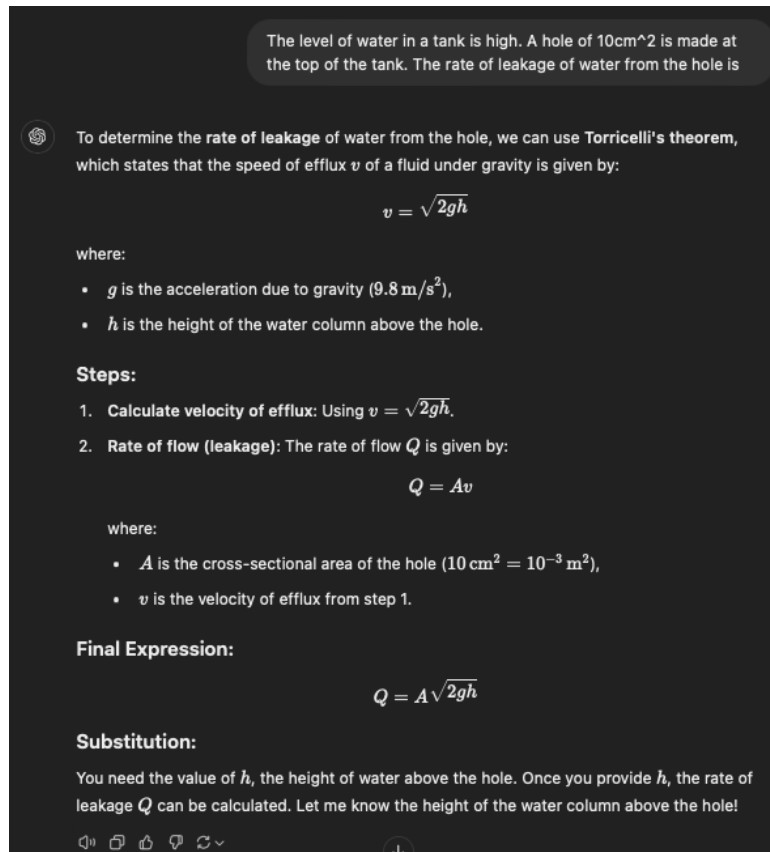 The level of water in a tank is high. A hole of 10cm^2 is made at
the top of the tank. The rate of leakage of water from the hole is
To determine the rate of leakage of water from the hole, we can use Torricelli's theorem,
which states that the speed of efflux v of a fluid under gravity is given by:
v = √2gh
where:
• g is the acceleration due to gravity (9.8 m/s²),
• h is the height of the water column above the hole.
Steps:
1. Calculate velocity of efflux: Using v = √2gh.
2. Rate of flow (leakage): The rate of flow Q is given by:
Q = Av
where:
• A is the cross-sectional area of the hole (10 cm² = 10⁻³ m²),
• v is the velocity of efflux from step 1.
Final Expression:
Q = A√2gh
Substitution:
You need the value of h, the height of water above the hole. Once you provide h, the rate of
leakage Q can be calculated. Let me know the height of the water column above the hole!